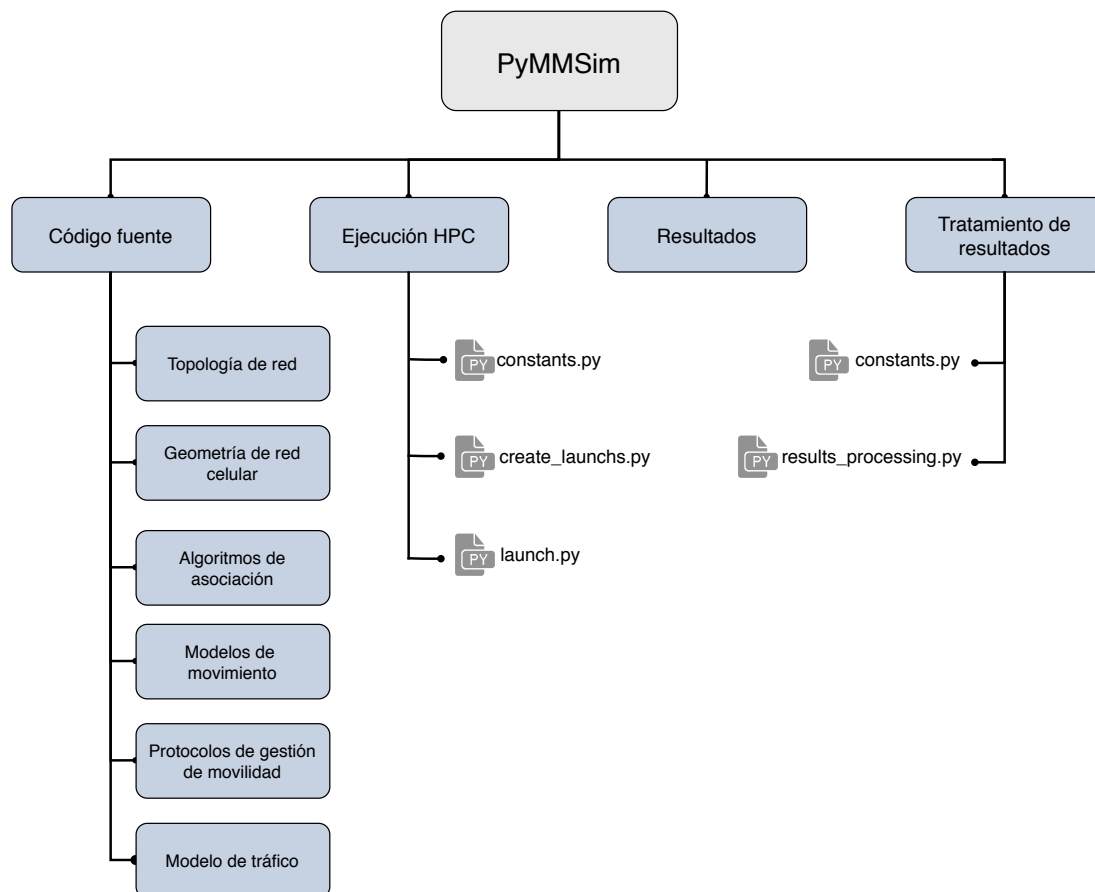 PyMMSim
Código fuente
Ejecución HPC
Resultados
Tratamiento de
resultados
Topología de red
Geometría de red
celular
Algoritmos de
asociación
Modelos de
movimiento
Protocolos de gestión
de movilidad
Modelo de tráfico
PY constants.py
PY create_launchs.py
PY launch.py
PY constants.py
PY results_processing.py